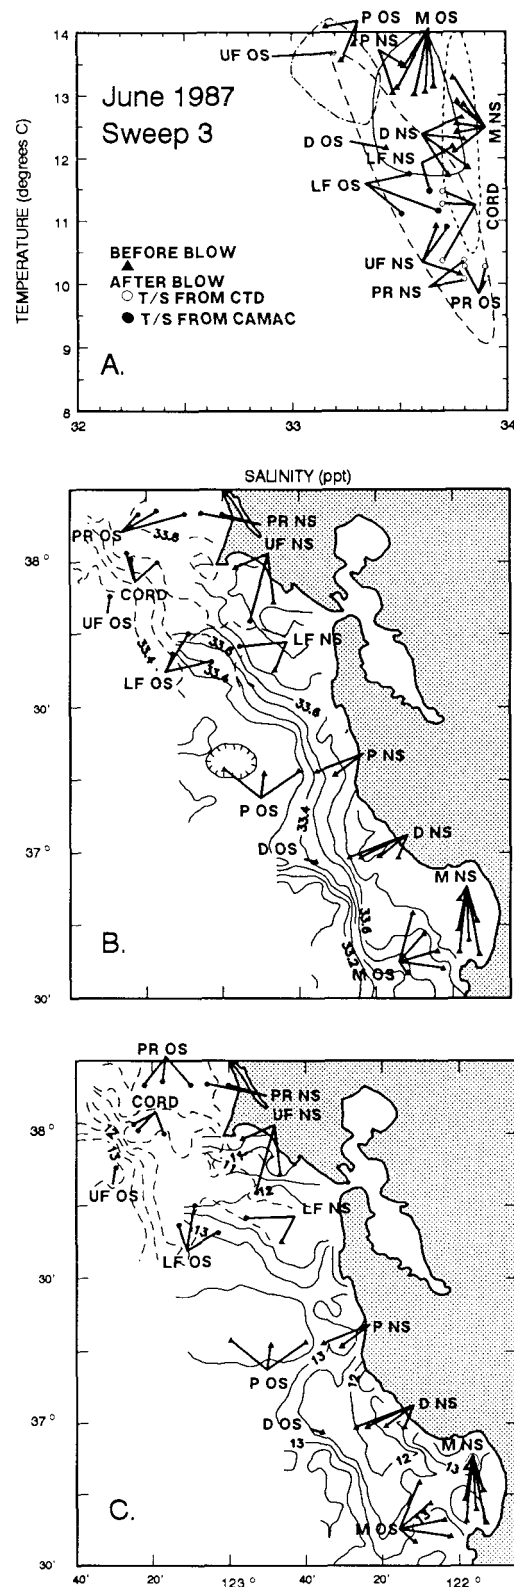 14
13
12
11
10
9
8
TEMPERATURE (degrees C)
June 1987
Sweep 3
P OS
M OS
P NS
UF OS
D NS
M NS
D OS
LF NS
LF OS
CORD
UF NS
PR NS
PR OS
BEFORE BLOW
AFTER BLOW
T/S FROM CTD
T/S FROM CAMAC
A.
32
33
34
SALINITY (ppt)
PR OS
33.8
PR NS
UF NS
38°
CORD
UF OS
33.4
33.6
LF NS
33.4
LF OS
30'
33.6
P NS
P OS
33.4
D NS
D OS
37°
M NS
33.6
B.
33.2
M OS
30'
PR OS
CORD
PR NS
UF NS
38°
11
UF OS
12
LF NS
13
LF OS
30'
P NS
13
P OS
12
D NS
37°
D OS
13
M NS
12
13
M OS
13
C.
30'
40'
20'
123°
40'
20'
122°